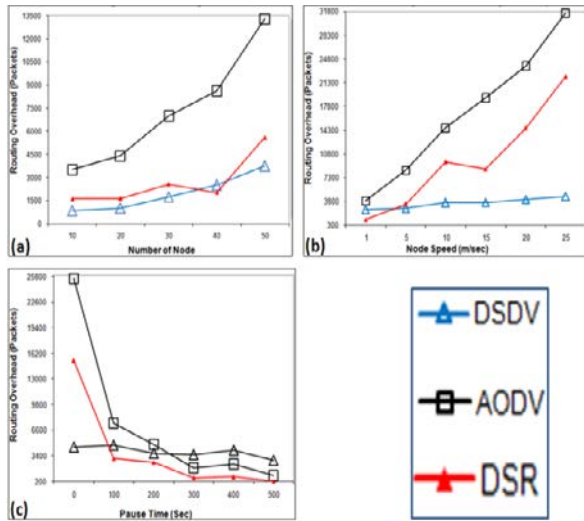 13500
12000
10500
9000
7500
6000
4500
3000
1500
0
Routing Overhead (Packets)
10 20 30 40 50
(a)
Number of Node
31800
28300
24800
21300
17800
14300
10800
7300
3800
300
Routing Overhead (Packets)
1 5 10 15 20 25
(b)
Node Speed (m/sec)
25800
22600
19400
16200
13000
9800
6600
3400
200
Routing Overhead (Packets)
0 100 200 300 400 500
(c)
Pause Time (Sec)
DSDV
AODV
DSR